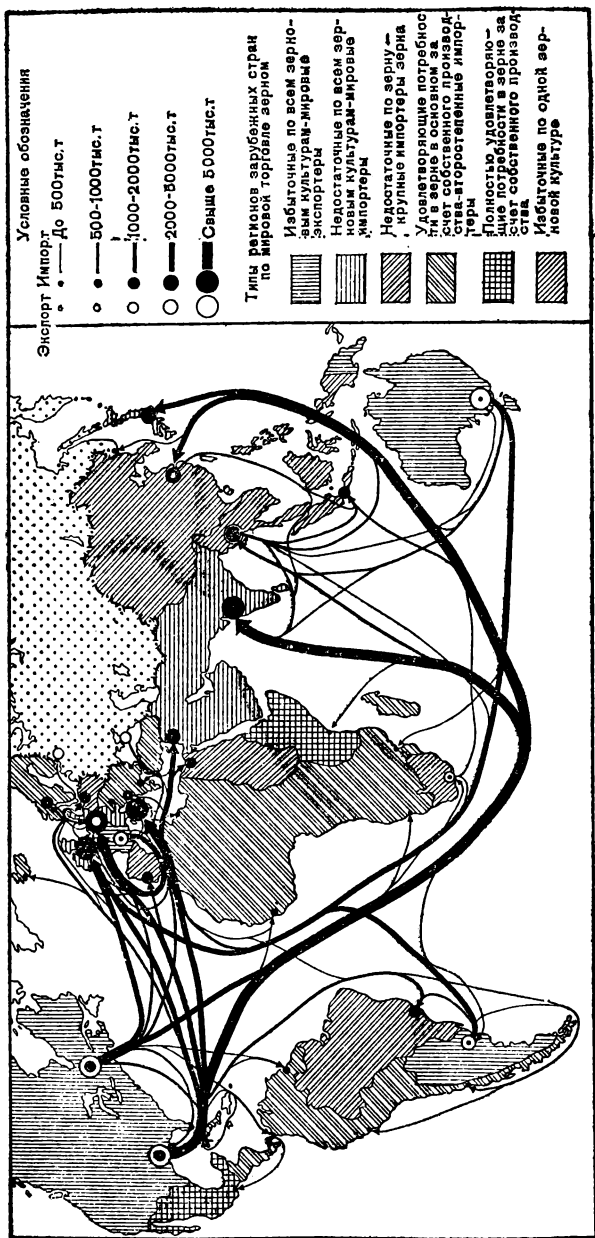 Условные обозначения
Экспорт Импорт
До 500тыс.т
500-1000тыс.т
1000-2000тыс.т
2000-5000тыс.т
Свыше 5000тыс.т
Типы регионов зарубежных стран
по мировой торговле зерном
Избыточные по всем зерно-
вым культурам-мировые
экспортеры
Недостаточные по всем зер-
новым культурам-мировые
импортеры
Недостаточные по зерну—
крупные импортеры зерна
Удовлетворяющие потребнос-
ти в зерне в основном за
счет собственного производ-
ства-второстепенные импор-
теры
Полностью удовлетворяю-
щие потребности в зерне за
счет собственного производ-
ства
Избыточные по одной зер-
новой культуре